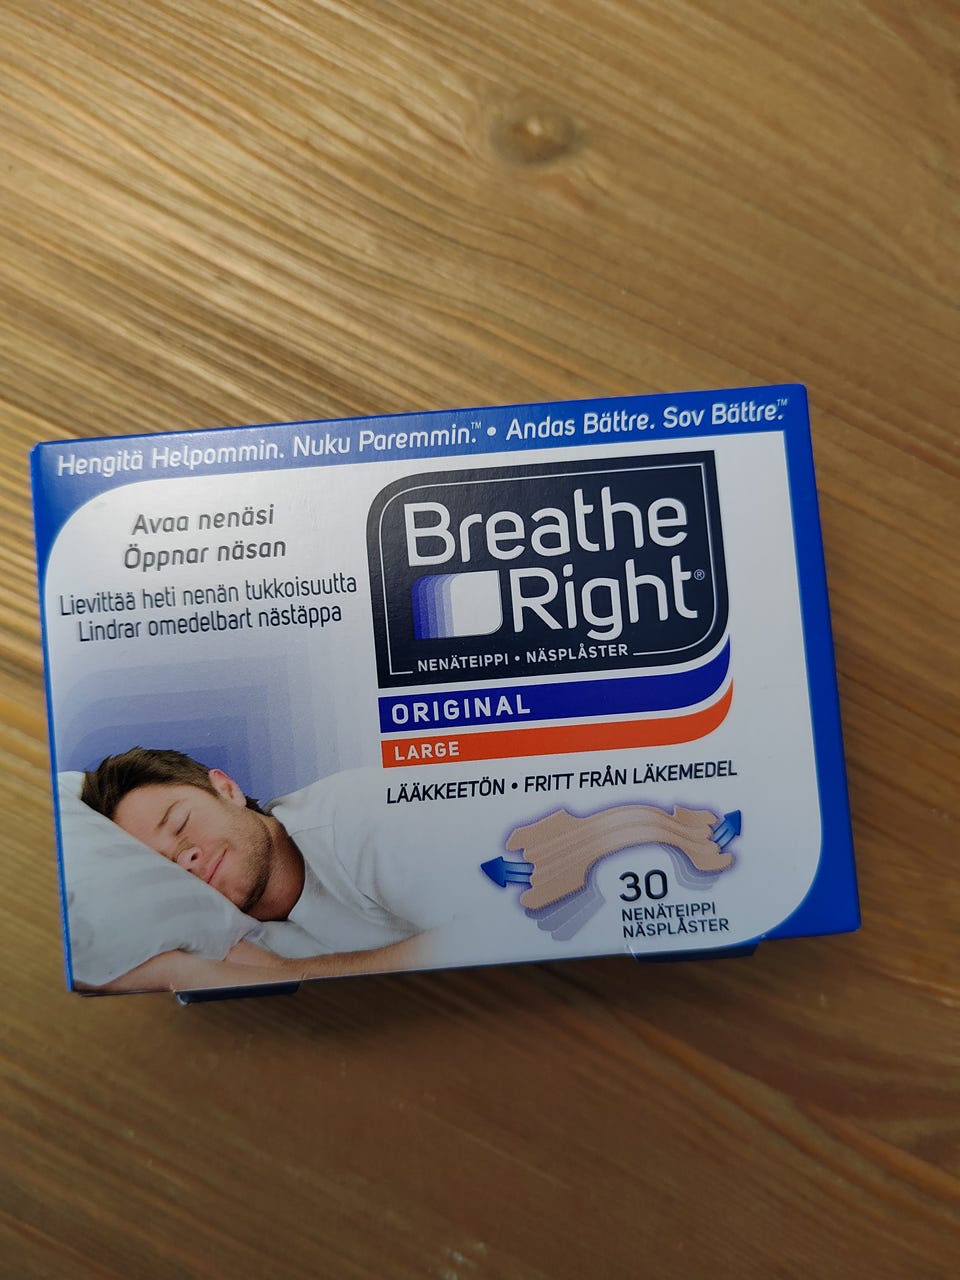 Hengitä Helpommin. Nuku Paremmin.™ • Andas Bättre. Sov Bättre.™
Avaa nenäsi
Öppnar näsan
Lievittää heti nenän tukkoisuutta
Lindrar omedelbart nästäppa
Breathe
Right®
NENÄTEIPPI • NÄSPLÅSTER
ORIGINAL
LARGE
LÄÄKKEETÖN • FRITT FRÅN LÄKEMEDEL
30
NENÄTEIPPI
NÄSPLÅSTER